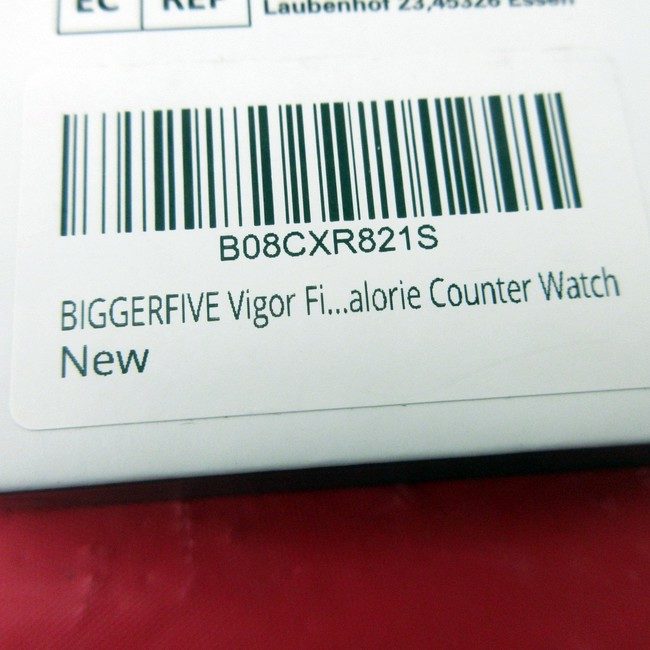 EC REP Laubenhof 23,45326 Essen
B08CXR821S
BIGGERFIVE Vigor Fi...alorie Counter Watch
New